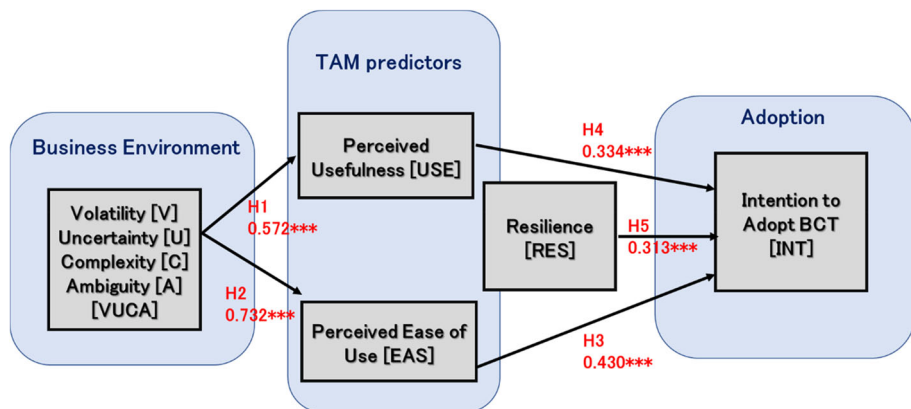 Business Environment
Volatility [V]
Uncertainty [U]
Complexity [C]
Ambiguity [A]
[VUCA]
H1
0.572***
H2
0.732***
TAM predictors
Perceived
Usefulness [USE]
Perceived Ease of
Use [EAS]
Resilience
[RES]
H4
0.334***
H5
0.313***
H3
0.430***
Adoption
Intention to
Adopt BCT
[INT]